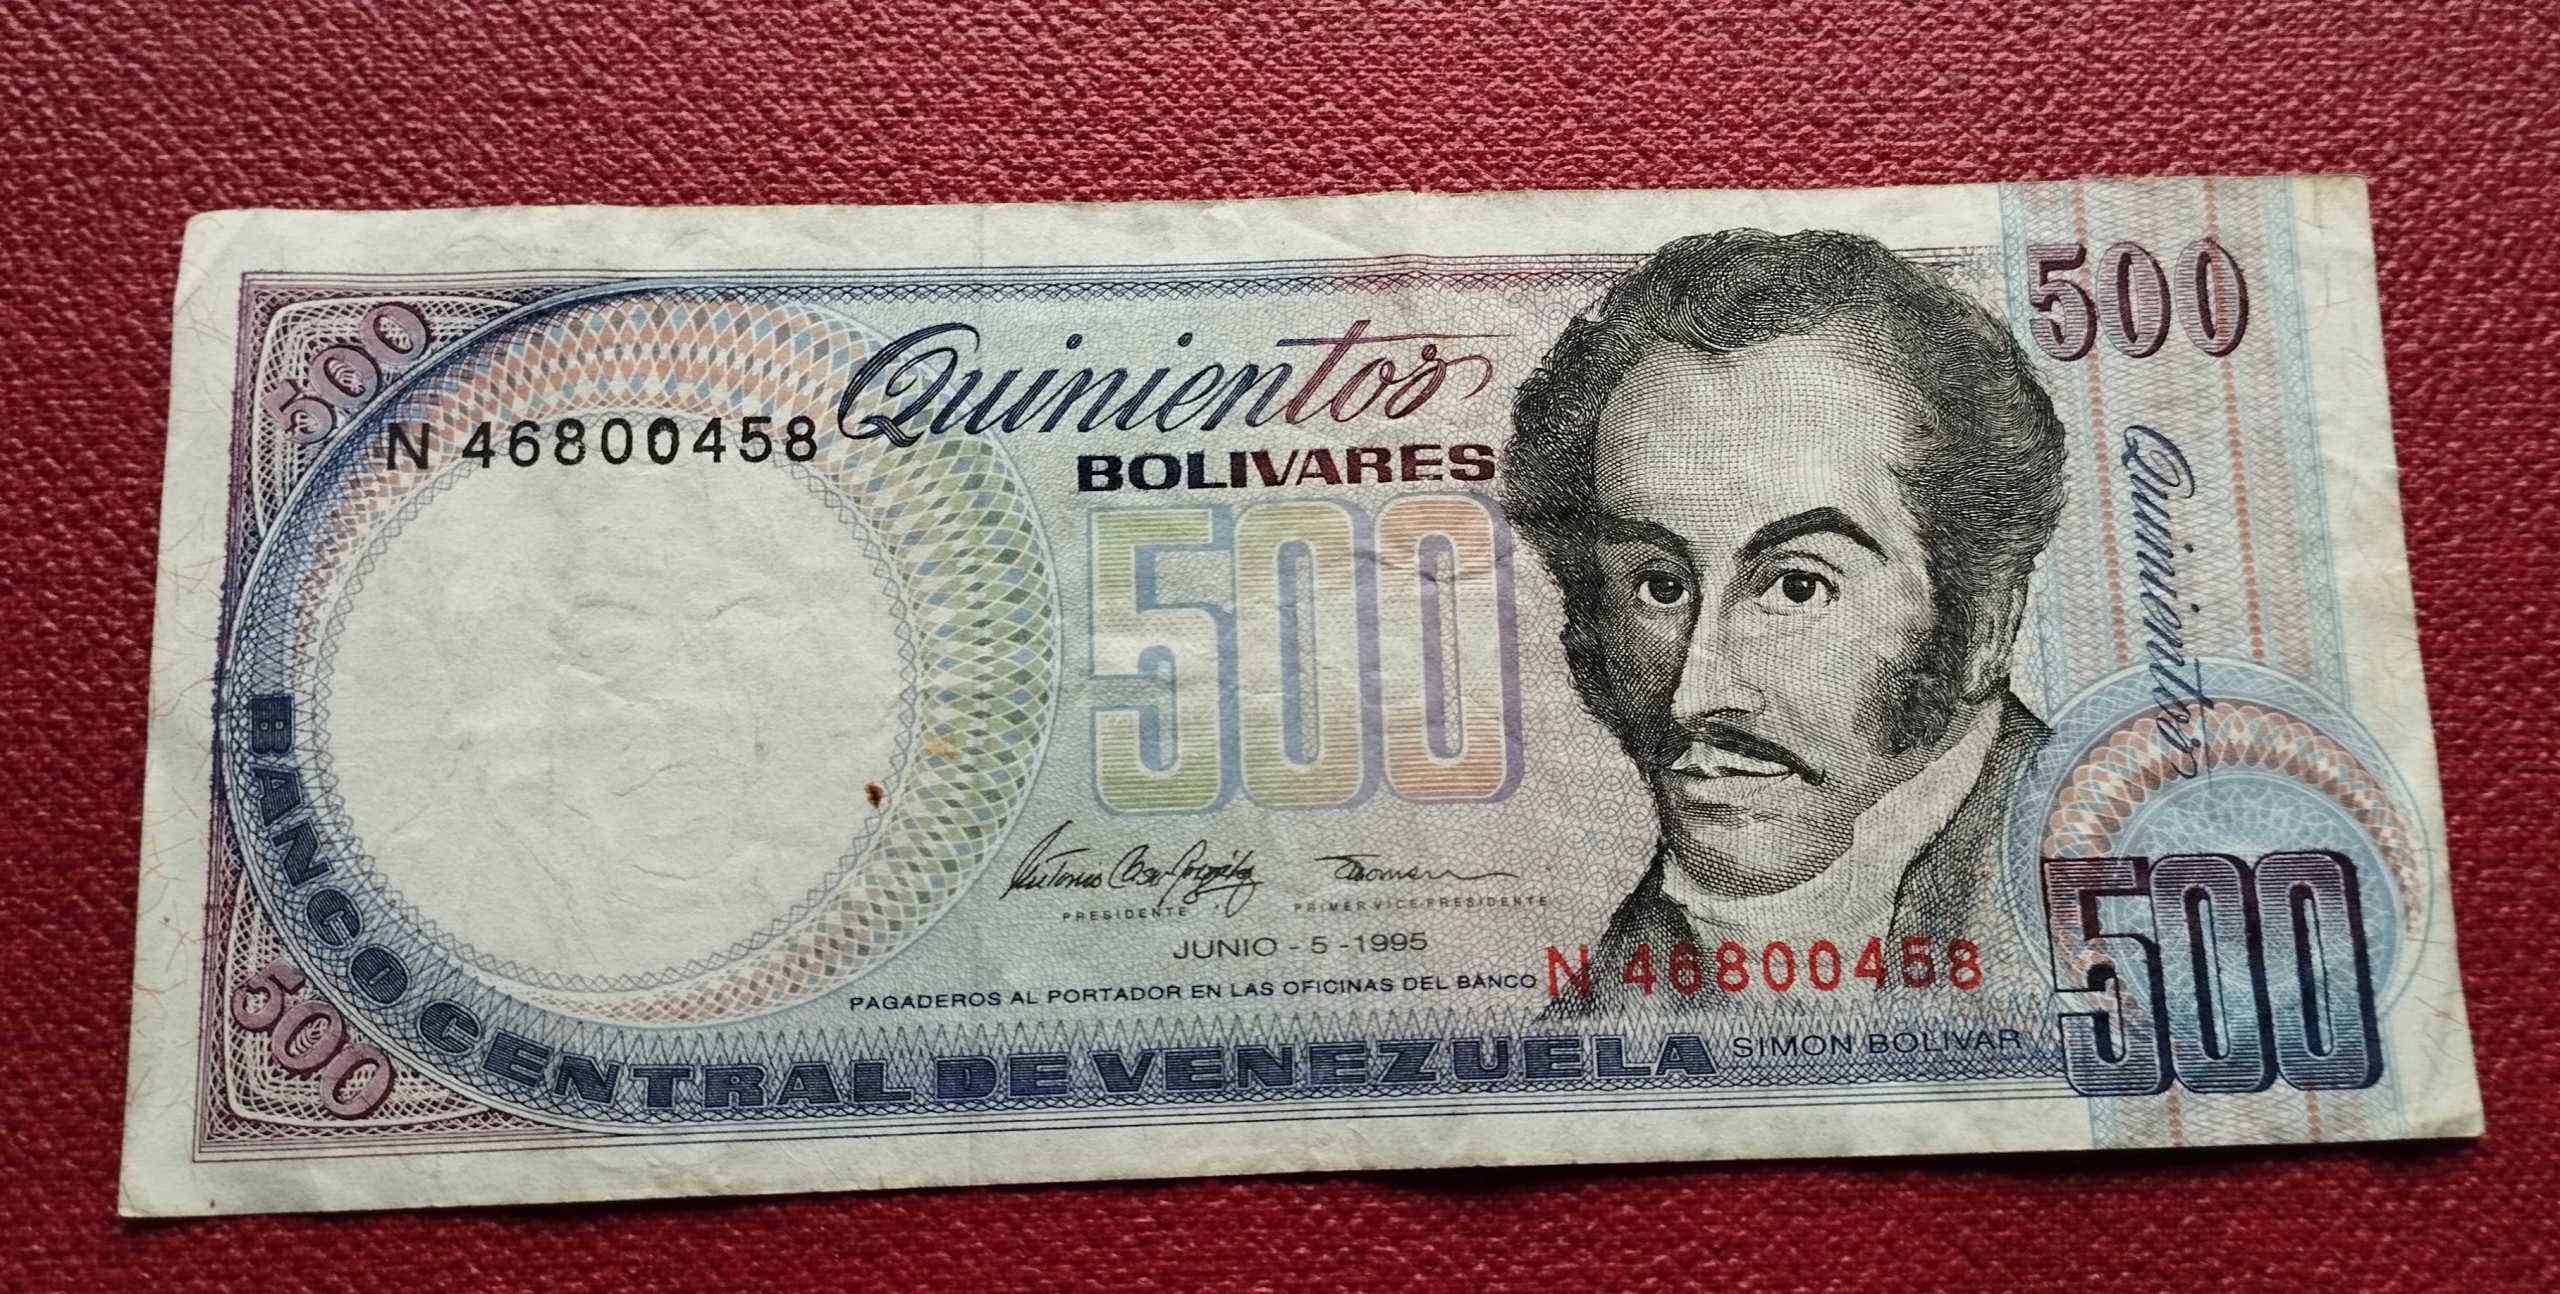 500
500
N 46800458
Quinientos
BOLIVARES
500
Quinientos
PRESIDENTE
PRIMER VICE-PRESIDENTE
JUNIO - 5 - 1995
PAGADEROS AL PORTADOR EN LAS OFICINAS DEL BANCO
N 46800458
BANCO CENTRAL DE VENEZUELA
SIMON BOLIVAR
500
500